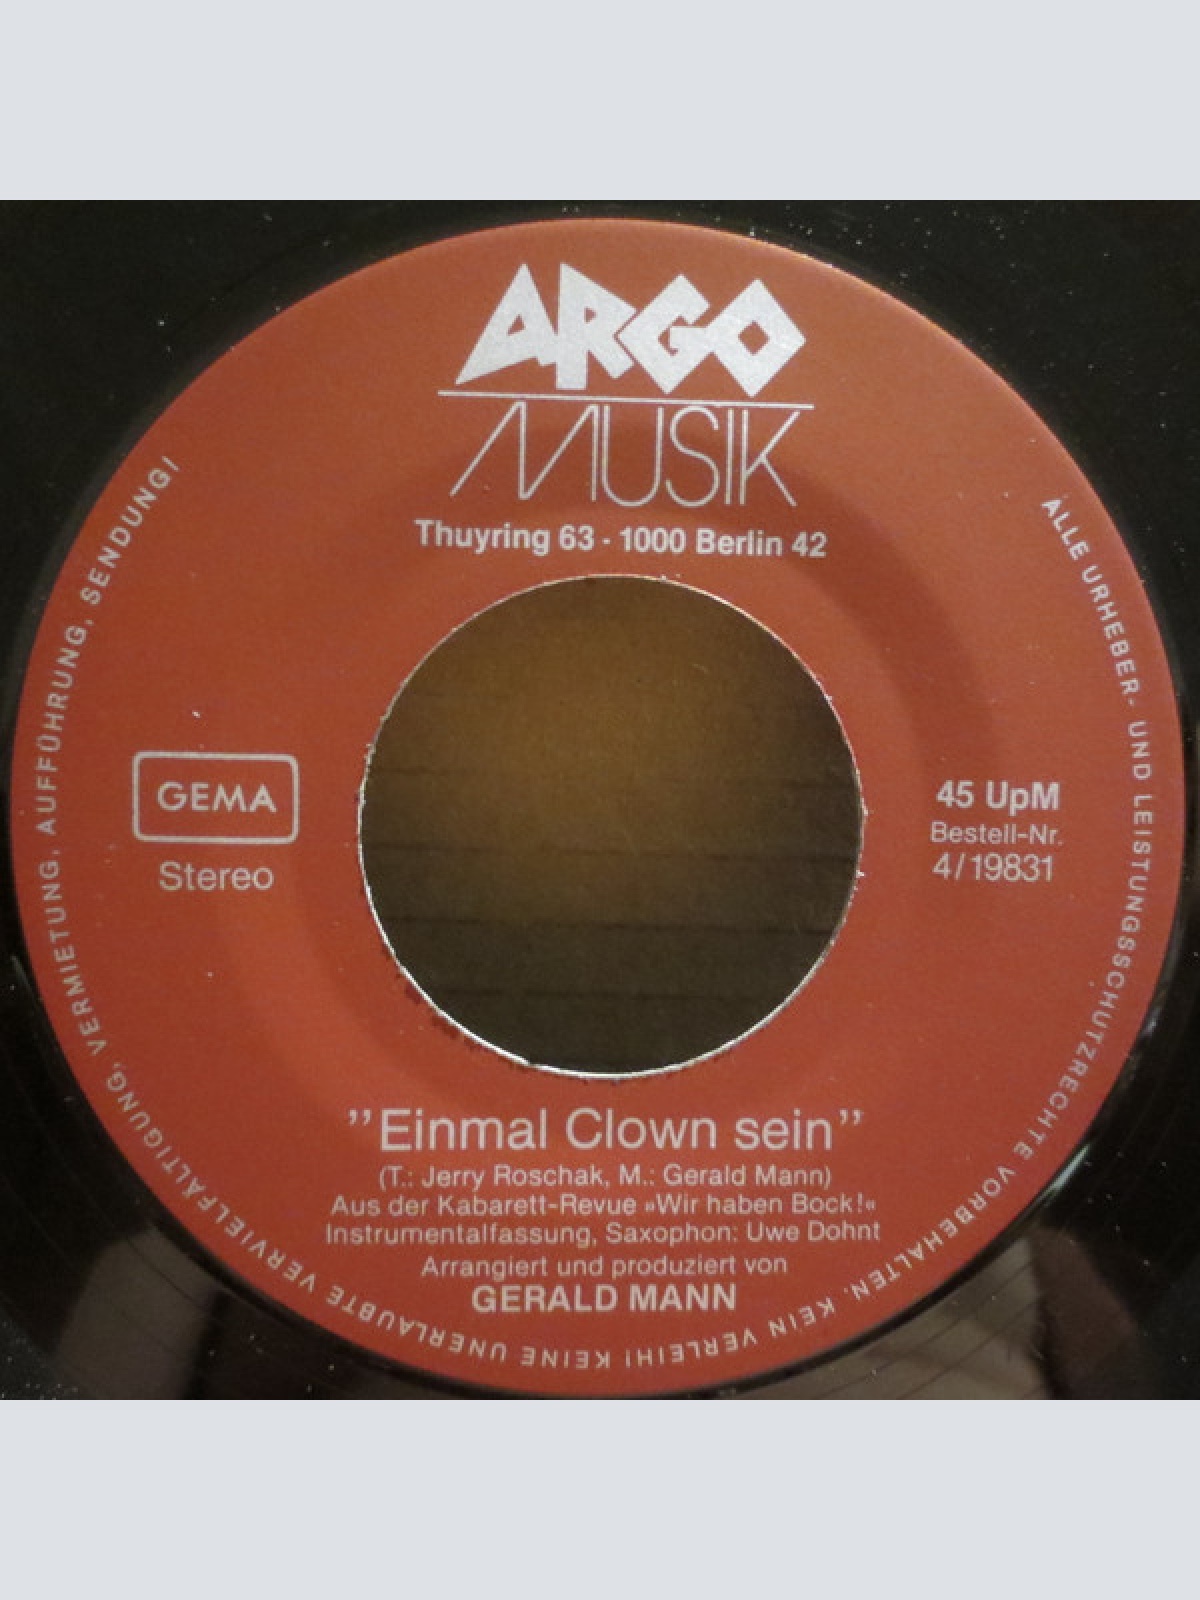 ARGO
MUSIK
Thuyring 63 - 1000 Berlin 42
GEMA
Stereo
45 UpM
Bestell-Nr.
4/19831
"Einmal Clown sein"
(T.: Jerry Roschak, M.: Gerald Mann)
Aus der Kabarett-Revue »Wir haben Bock!«
Instrumentalfassung, Saxophon: Uwe Dohnt
Arrangiert und produziert von
GERALD MANN
ALLE URHEBER- UND LEISTUNGSSCHUTZRECHTE VORBEHALTEN. KEIN VERLEIH! KEINE UNERLAUBTE VERVIELFÄLTIGUNG, VERMIETUNG, AUFFÜHRUNG, SENDUNG!